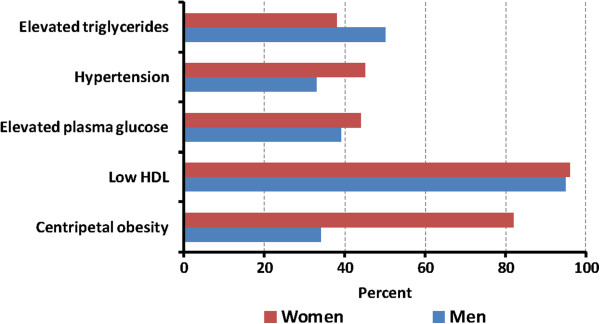 Elevated triglycerides
Hypertension
Elevated plasma glucose
Low HDL
Centripetal obesity
0 20 40 60 80 100
Percent
Women Men